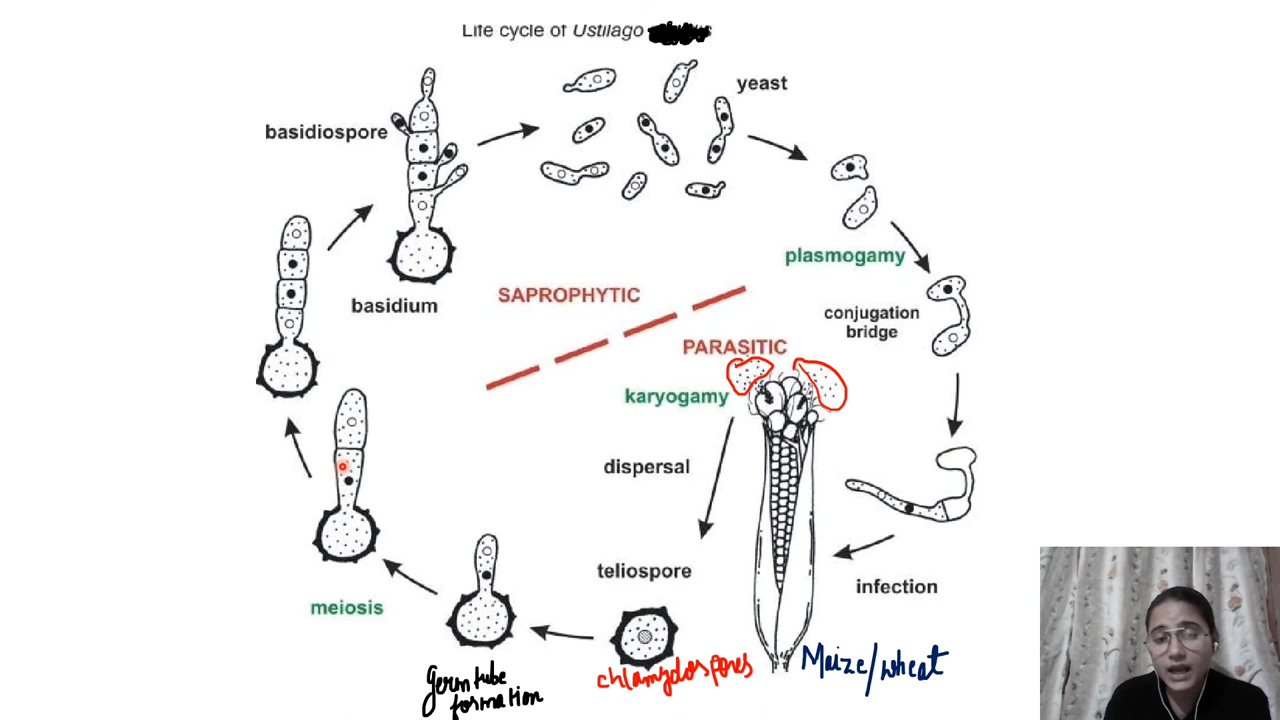 Life cycle of Ustilago
yeast
basidiospore
plasmogamy
basidium
SAPROPHYTIC
conjugation
bridge
PARASITIC
karyogamy
dispersal
teliospore
infection
meiosis
Maize/wheat
chlamydospores
Germ tube
formation